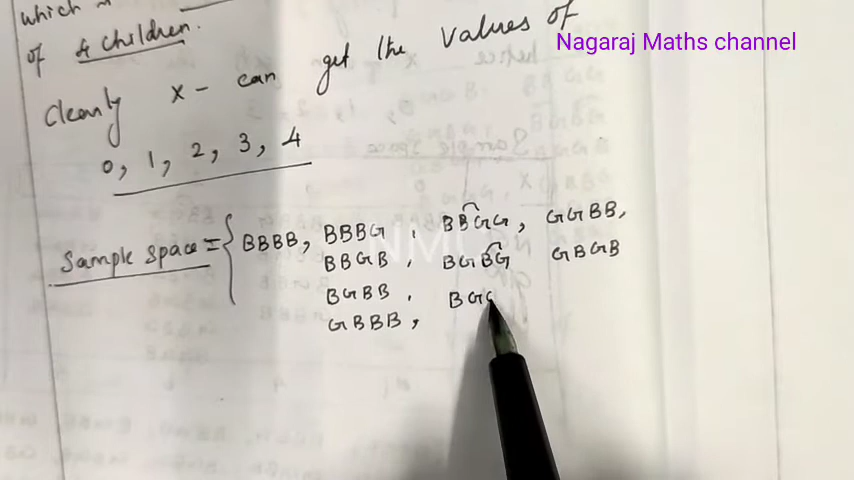 Nagaraj Maths channel
which
of 4 children.
Clearly X - can get the values of
0, 1, 2, 3, 4
Sample space = { BBBB, BBBG, BBGG, GGBB,
BBGB, BGBG GBGB
BGBB, BGG
GBBB,
NM